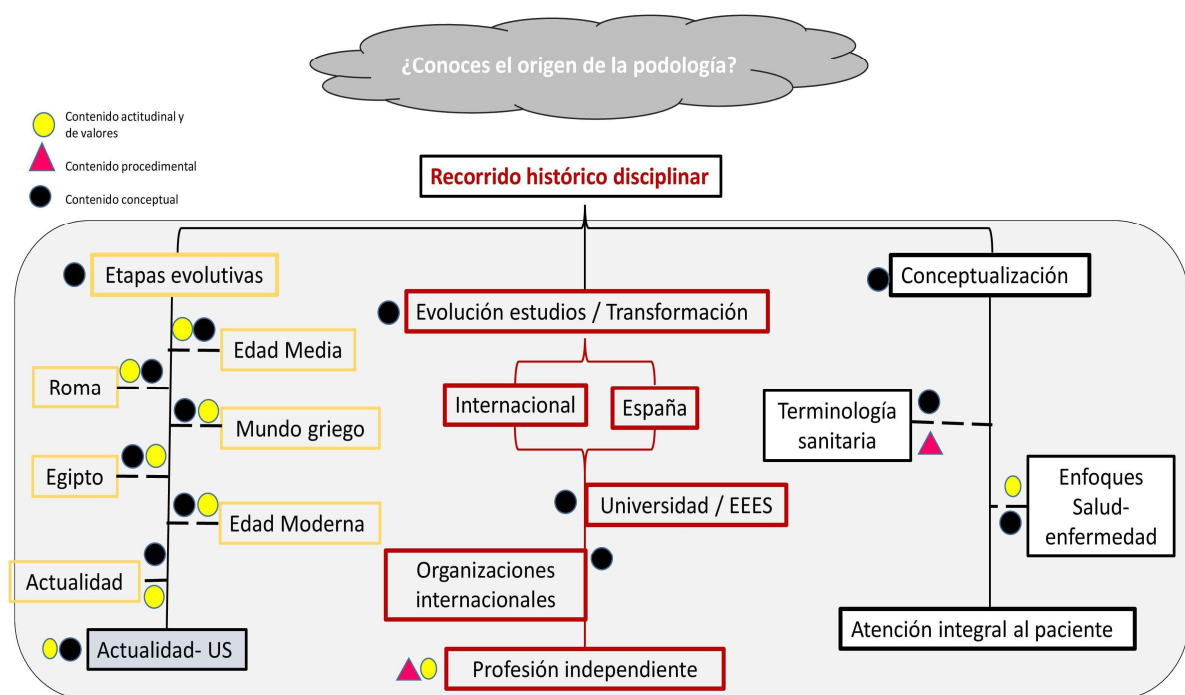 ¿Conoces el origen de la podología?
Contenido actitudinal y
de valores
Contenido procedimental
Contenido conceptual
Recorrido histórico disciplinar
Etapas evolutivas
Edad Media
Roma
Mundo griego
Egipto
Edad Moderna
Actualidad
Actualidad- US
Evolución estudios / Transformación
Internacional
España
Universidad / EEES
Organizaciones
internacionales
Profesión independiente
Conceptualización
Terminología
sanitaria
Enfoques
Salud-
enfermedad
Atención integral al paciente